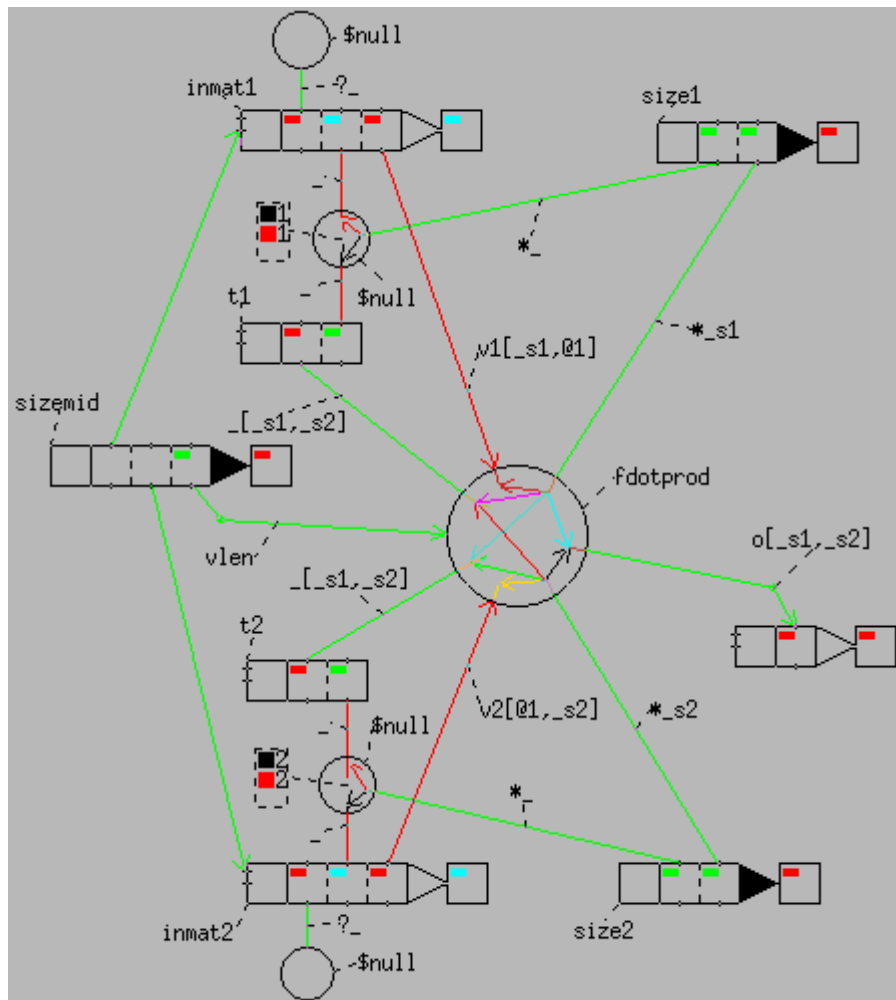 $null
?_
inmat1
size1
_
1
1
*_
_
$null
t1
*_s1
v1[_s1,@1]
sizemid
_[_s1,_s2]
fdotprod
vlen
o[_s1,_s2]
_[_s1,_s2]
t2
v2[@1,_s2]
*_s2
_
$null
2
2
*_
_
inmat2
?_
size2
$null